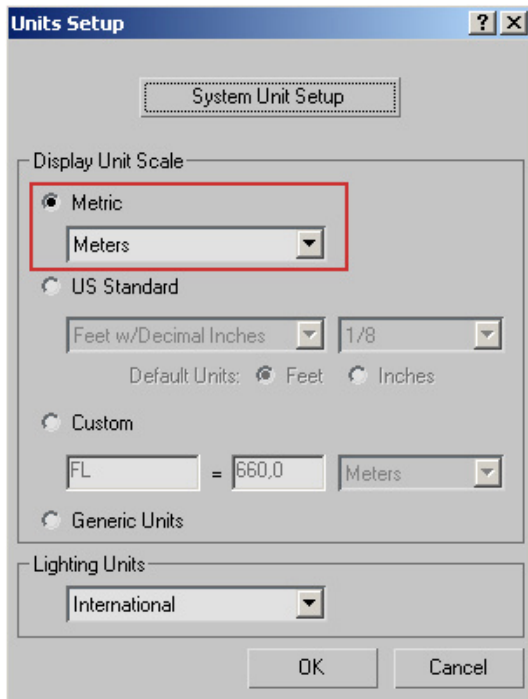 Units Setup
System Unit Setup
Display Unit Scale
Metric
Meters
US Standard
Feet w/Decimal Inches 1/8
Default Units: Feet Inches
Custom
FL = 660,0 Meters
Generic Units
Lighting Units
International
OK Cancel